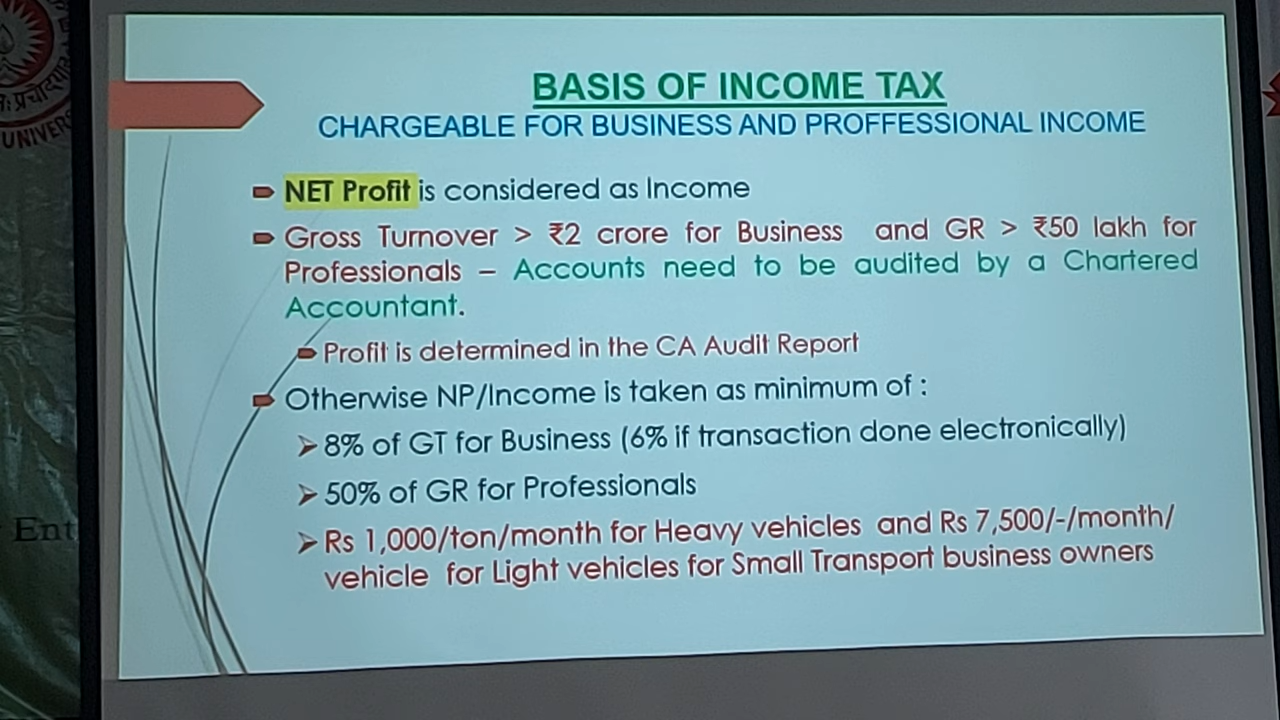 BASIS OF INCOME TAX
CHARGEABLE FOR BUSINESS AND PROFFESSIONAL INCOME
NET Profit is considered as Income
Gross Turnover > ₹2 crore for Business and GR > ₹50 lakh for
Professionals – Accounts need to be audited by a Chartered
Accountant.
Profit is determined in the CA Audit Report
Otherwise NP/Income is taken as minimum of :
8% of GT for Business (6% if transaction done electronically)
50% of GR for Professionals
Rs 1,000/ton/month for Heavy vehicles and Rs 7,500/-/month/
vehicle for Light vehicles for Small Transport business owners
Ent